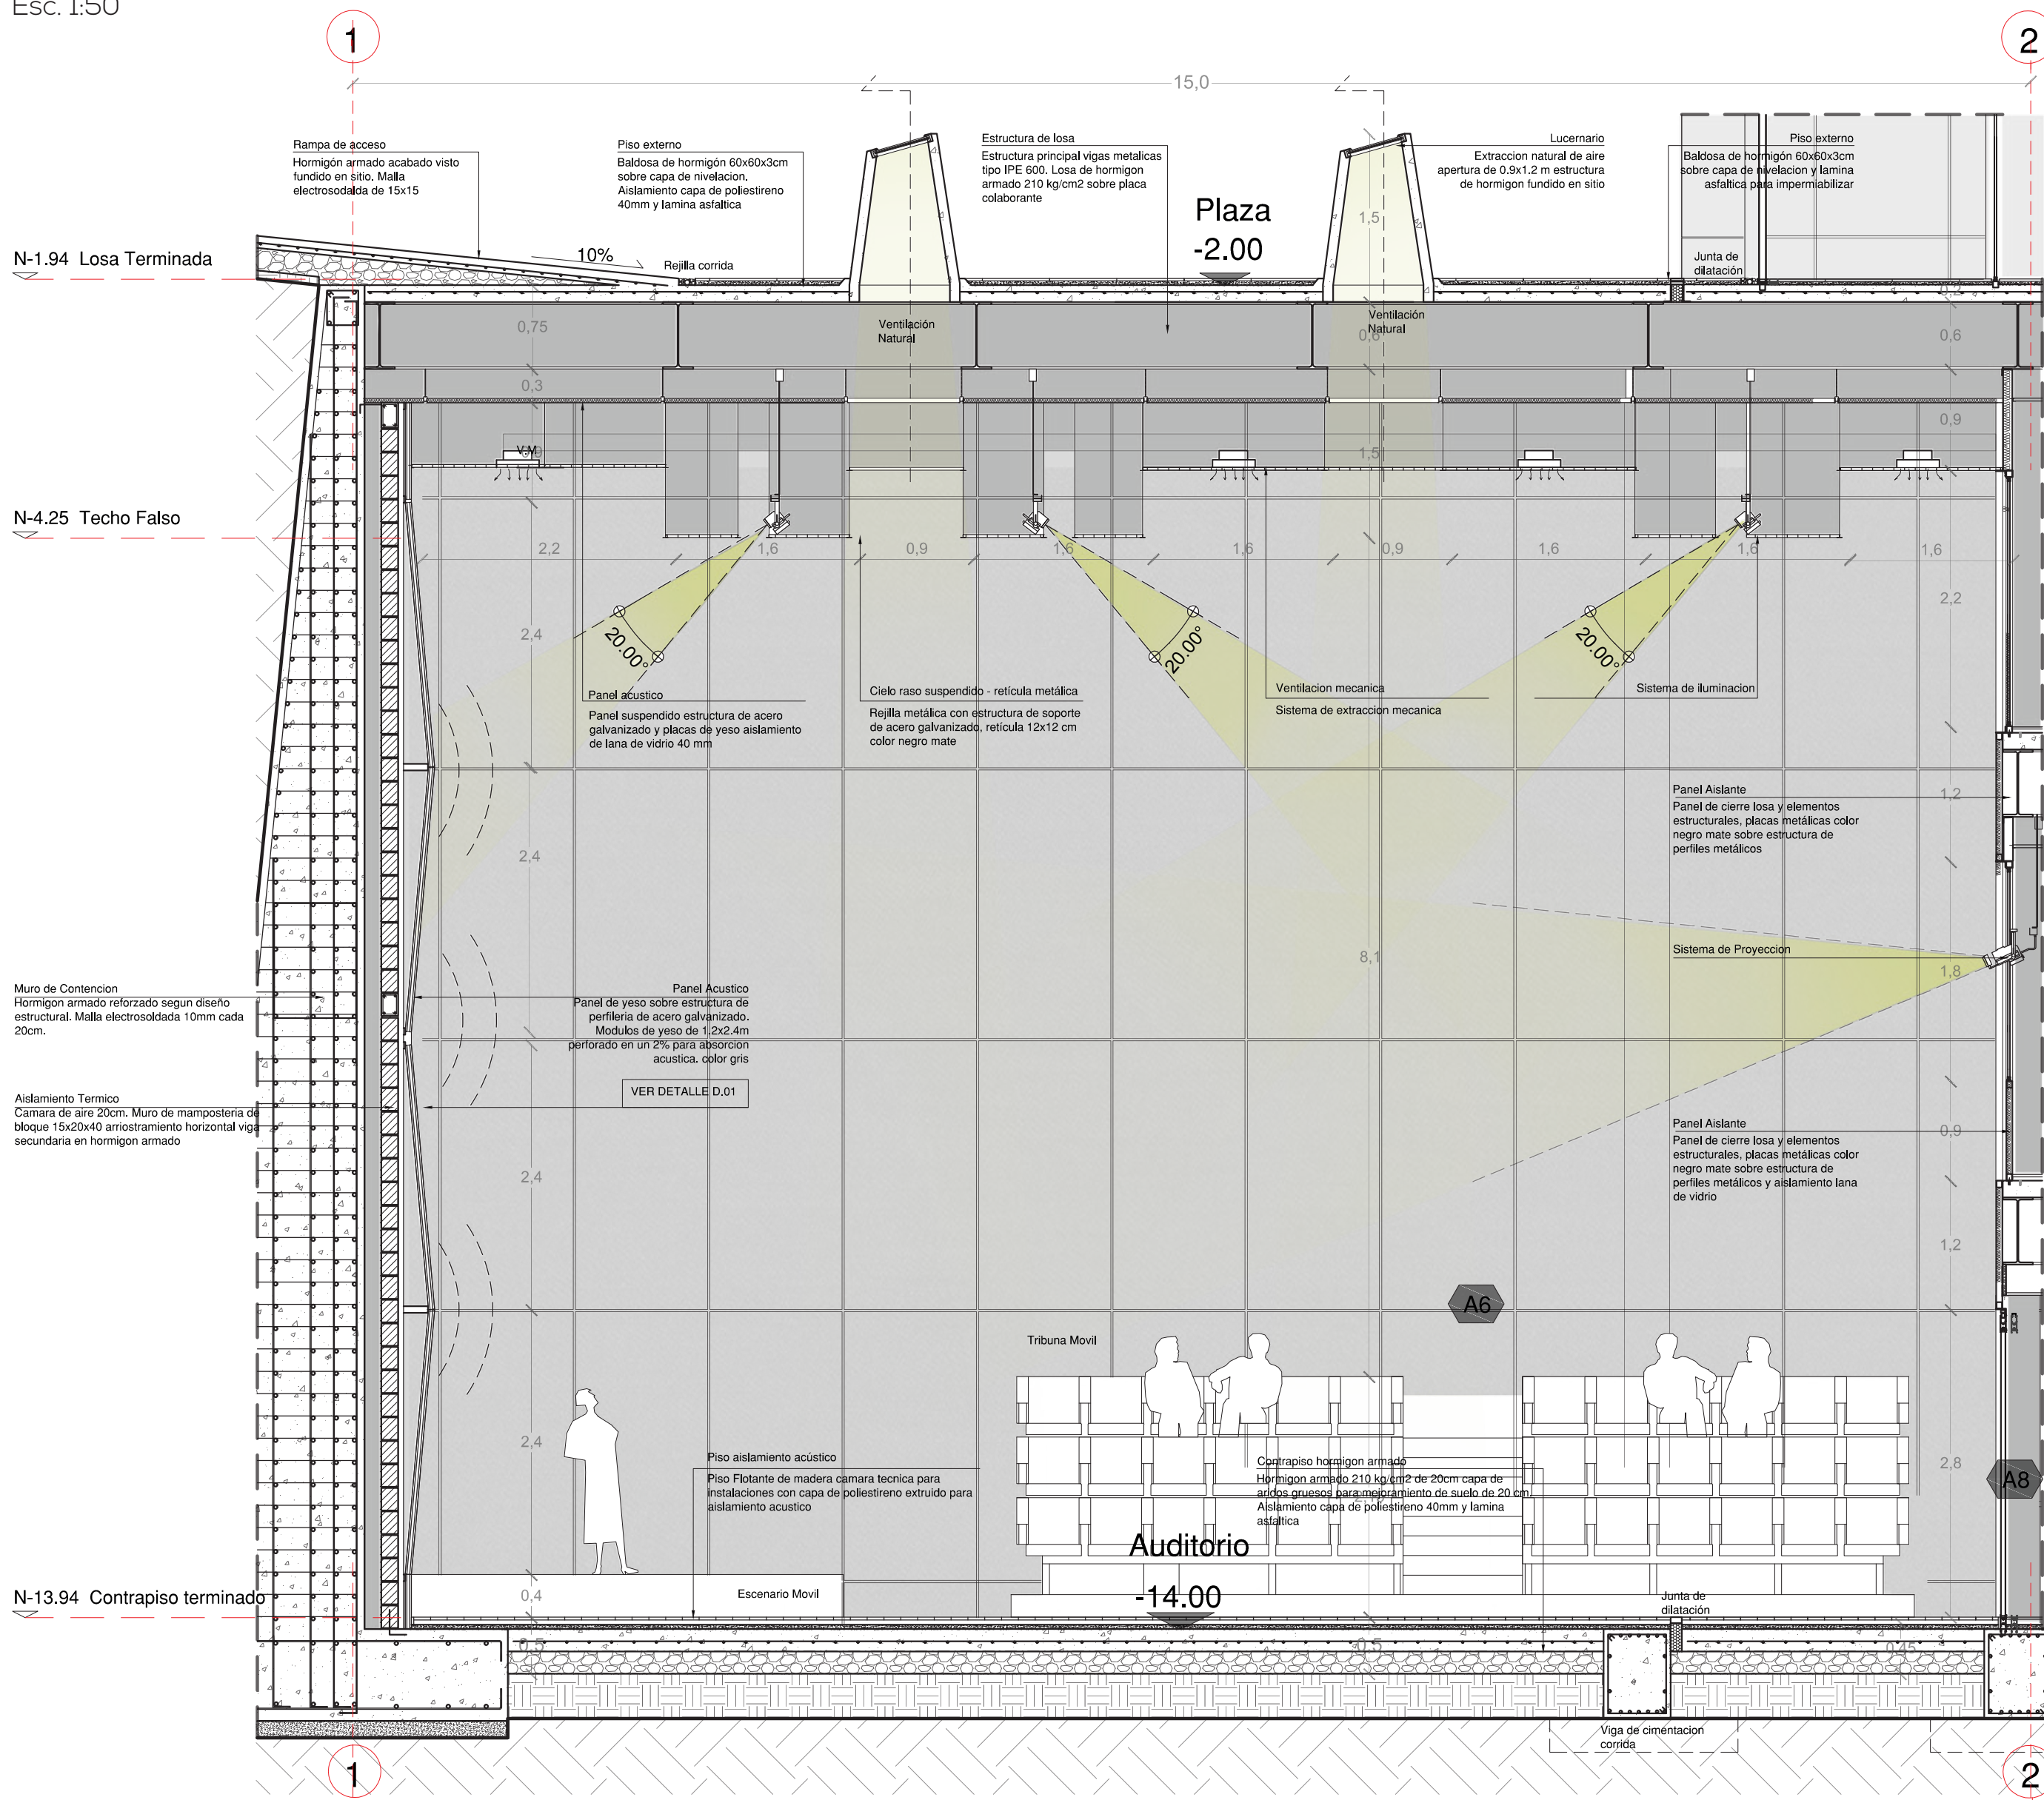 Esc. 1:50
1
2
15,0
Rampa de acceso
Hormigón armado acabado visto
fundido en sitio. Malla
electrosodalda de 15x15
Piso externo
Baldosa de hormigón 60x60x3cm
sobre capa de nivelacion.
Aislamiento capa de poliestireno
40mm y lamina asfaltica
Estructura de losa
Estructura principal vigas metalicas
tipo IPE 600. Losa de hormigon
armado 210 kg/cm2 sobre placa
colaborante
Lucernario
Extraccion natural de aire
apertura de 0.9x1.2 m estructura
de hormigon fundido en sitio
Piso externo
Baldosa de hormigón 60x60x3cm
sobre capa de nivelacion y lamina
asfaltica para impermeabilizar
Plaza
-2.00
1,5
N-1.94 Losa Terminada
10%
Rejilla corrida
Junta de
dilatación
0,2
0,75
Ventilación
Natural
Ventilación
Natural
0,6
0,6
0,3
0,9
V.M
0,9
1,5
N-4.25 Techo Falso
2,2
1,6
0,9
1,6
1,6
0,9
1,6
1,6
1,6
2,2
2,4
20.00°
20.00°
20.00°
Panel acustico
Panel suspendido estructura de acero
galvanizado y placas de yeso aislamiento
de lana de vidrio 40 mm
Cielo raso suspendido - retícula metálica
Rejilla metálica con estructura de soporte
de acero galvanizado, retícula 12x12 cm
color negro mate
Ventilacion mecanica
Sistema de extraccion mecanica
Sistema de iluminacion
Panel Aislante
Panel de cierre losa y elementos
estructurales, placas metálicas color
negro mate sobre estructura de
perfiles metálicos
1,2
2,4
8,1
Sistema de Proyeccion
1,8
Muro de Contencion
Hormigon armado reforzado segun diseño
estructural. Malla electrosoldada 10mm cada
20cm.
Panel Acustico
Panel de yeso sobre estructura de
perfileria de acero galvanizado.
Modulos de yeso de 1.2x2.4m
perforado en un 2% para absorcion
acustica. color gris
VER DETALLE D.01
Aislamiento Termico
Camara de aire 20cm. Muro de mamposteria de
bloque 15x20x40 arriostramiento horizontal viga
secundaria en hormigon armado
Panel Aislante
Panel de cierre losa y elementos
estructurales, placas metálicas color
negro mate sobre estructura de
perfiles metálicos y aislamiento lana
de vidrio
0,9
2,4
1,2
A6
Tribuna Movil
2,4
Piso aislamiento acústico
Piso Flotante de madera camara tecnica para
instalaciones con capa de poliestireno extruido para
aislamiento acustico
Contrapiso hormigon armado
Hormigon armado 210 kg/cm2 de 20cm capa de
aridos gruesos para mejoramiento de suelo de 20 cm.
Aislamiento capa de poliestireno 40mm y lamina
asfaltica
2,8
A8
Auditorio
-14.00
N-13.94 Contrapiso terminado
0,4
Escenario Movil
Junta de
dilatación
0,5
0,5
0,45
Viga de cimentacion
corrida
1
2